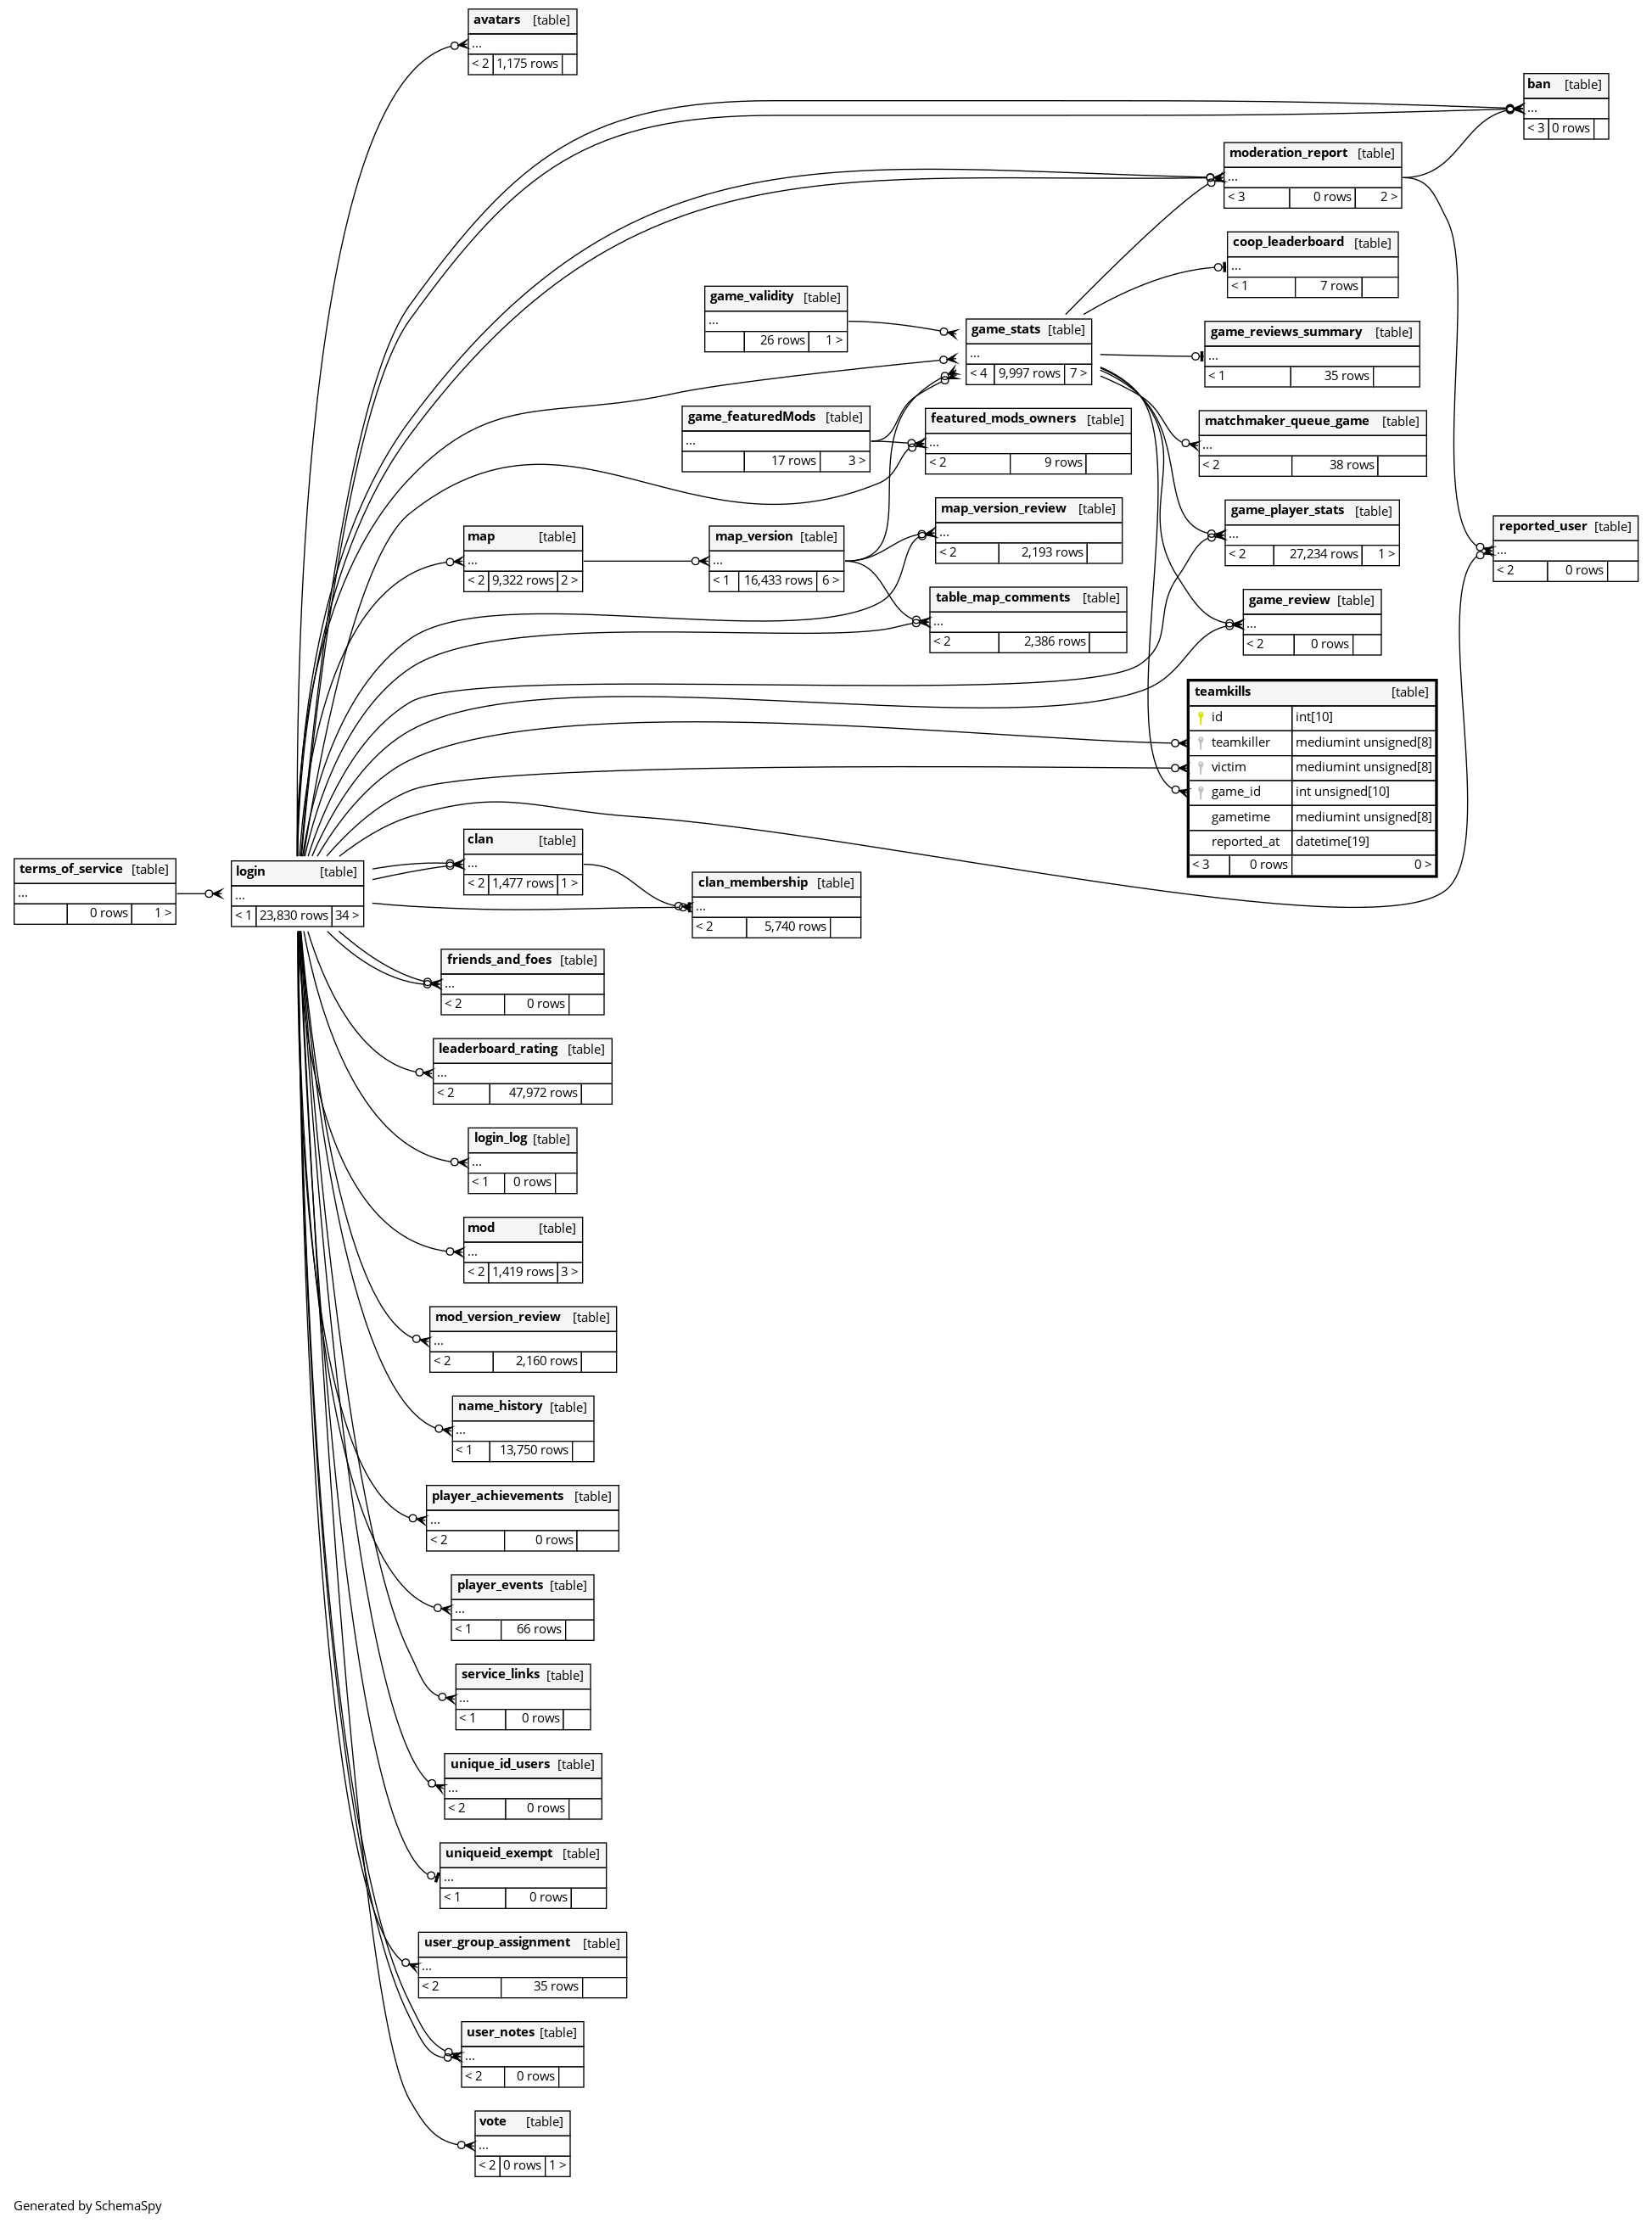 avatars [table]
...
< 2 1,175 rows
ban [table]
...
< 3 0 rows
moderation_report [table]
...
< 3 0 rows 2 >
coop_leaderboard [table]
...
< 1 7 rows
game_validity [table]
...
26 rows 1 >
game_stats [table]
...
< 4 9,997 rows 7 >
game_reviews_summary [table]
...
< 1 35 rows
game_featuredMods [table]
...
17 rows 3 >
featured_mods_owners [table]
...
< 2 9 rows
matchmaker_queue_game [table]
...
< 2 38 rows
map [table]
...
< 2 9,322 rows 2 >
map_version [table]
...
< 1 16,433 rows 6 >
map_version_review [table]
...
< 2 2,193 rows
game_player_stats [table]
...
< 2 27,234 rows 1 >
reported_user [table]
...
< 2 0 rows
table_map_comments [table]
...
< 2 2,386 rows
game_review [table]
...
< 2 0 rows
teamkills [table]
id int[10]
teamkiller mediumint unsigned[8]
victim mediumint unsigned[8]
game_id int unsigned[10]
gametime mediumint unsigned[8]
reported_at datetime[19]
< 3 0 rows 0 >
terms_of_service [table]
...
0 rows 1 >
login [table]
...
< 1 23,830 rows 34 >
clan [table]
...
< 2 1,477 rows 1 >
clan_membership [table]
...
< 2 5,740 rows
friends_and_foes [table]
...
< 2 0 rows
leaderboard_rating [table]
...
< 2 47,972 rows
login_log [table]
...
< 1 0 rows
mod [table]
...
< 2 1,419 rows 3 >
mod_version_review [table]
...
< 2 2,160 rows
name_history [table]
...
< 1 13,750 rows
player_achievements [table]
...
< 2 0 rows
player_events [table]
...
< 1 66 rows
service_links [table]
...
< 1 0 rows
unique_id_users [table]
...
< 2 0 rows
uniqueid_exempt [table]
...
< 1 0 rows
user_group_assignment [table]
...
< 2 35 rows
user_notes [table]
...
< 2 0 rows
vote [table]
...
< 2 0 rows 1 >
Generated by SchemaSpy